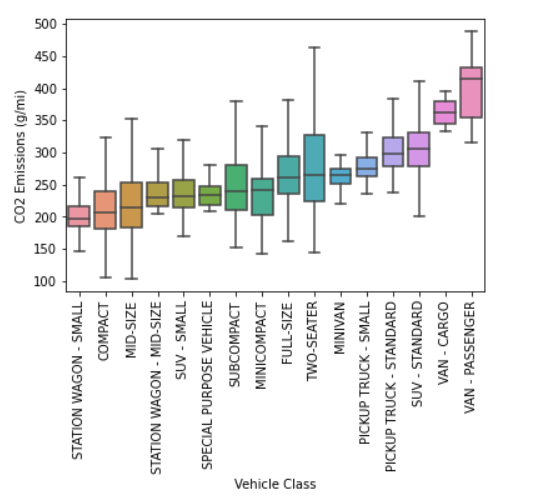 500
450
400
350
300
250
200
150
100
CO2 Emissions (g/mi)
STATION WAGON - SMALL
COMPACT
MID-SIZE
STATION WAGON - MID-SIZE
SUV - SMALL
SPECIAL PURPOSE VEHICLE
SUBCOMPACT
MINICOMPACT
FULL-SIZE
TWO-SEATER
MINIVAN
PICKUP TRUCK - SMALL
PICKUP TRUCK - STANDARD
SUV - STANDARD
VAN - CARGO
VAN - PASSENGER
Vehicle Class